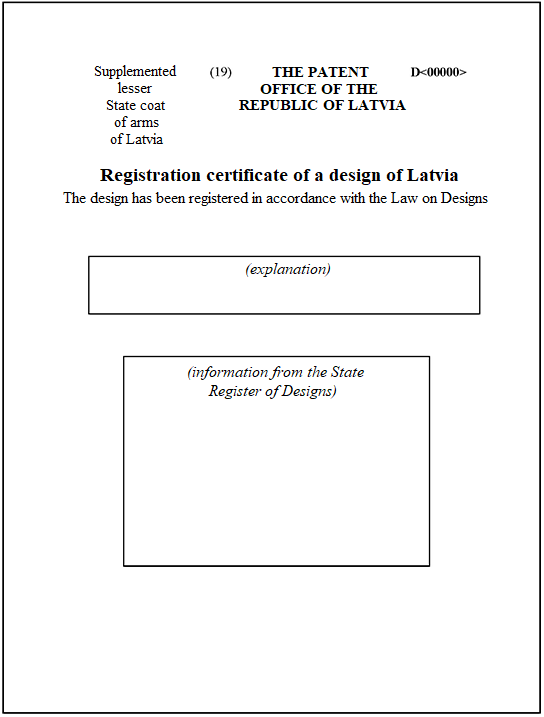 Supplemented
lesser
State coat
of arms
of Latvia
(19)
THE PATENT
OFFICE OF THE
REPUBLIC OF LATVIA
D<00000>
Registration certificate of a design of Latvia
The design has been registered in accordance with the Law on Designs
(explanation)
(information from the State
Register of Designs)